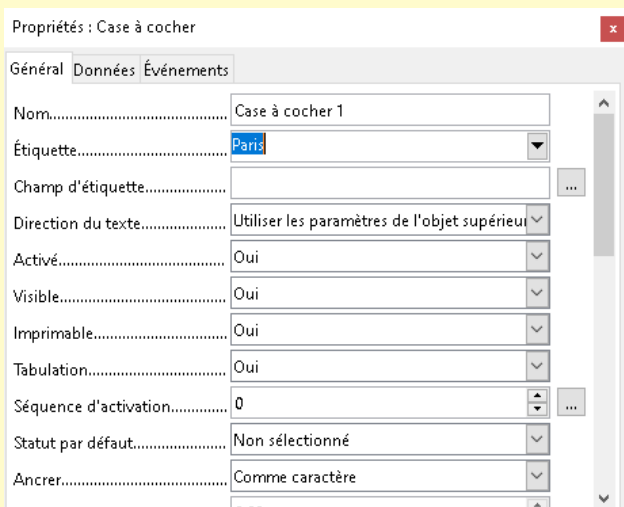 Propriétés : Case à cocher
Général Données Événements
Nom........................................ Case à cocher 1
Étiquette.................................. Paris
Champ d'étiquette..................... ...
Direction du texte.................... Utiliser les paramètres de l'objet supérieur
Activé...................................... Oui
Visible..................................... Oui
Imprimable............................... Oui
Tabulation................................ Oui
Séquence d'activation.............. 0 ...
Statut par défaut...................... Non sélectionné
Ancrer...................................... Comme caractère